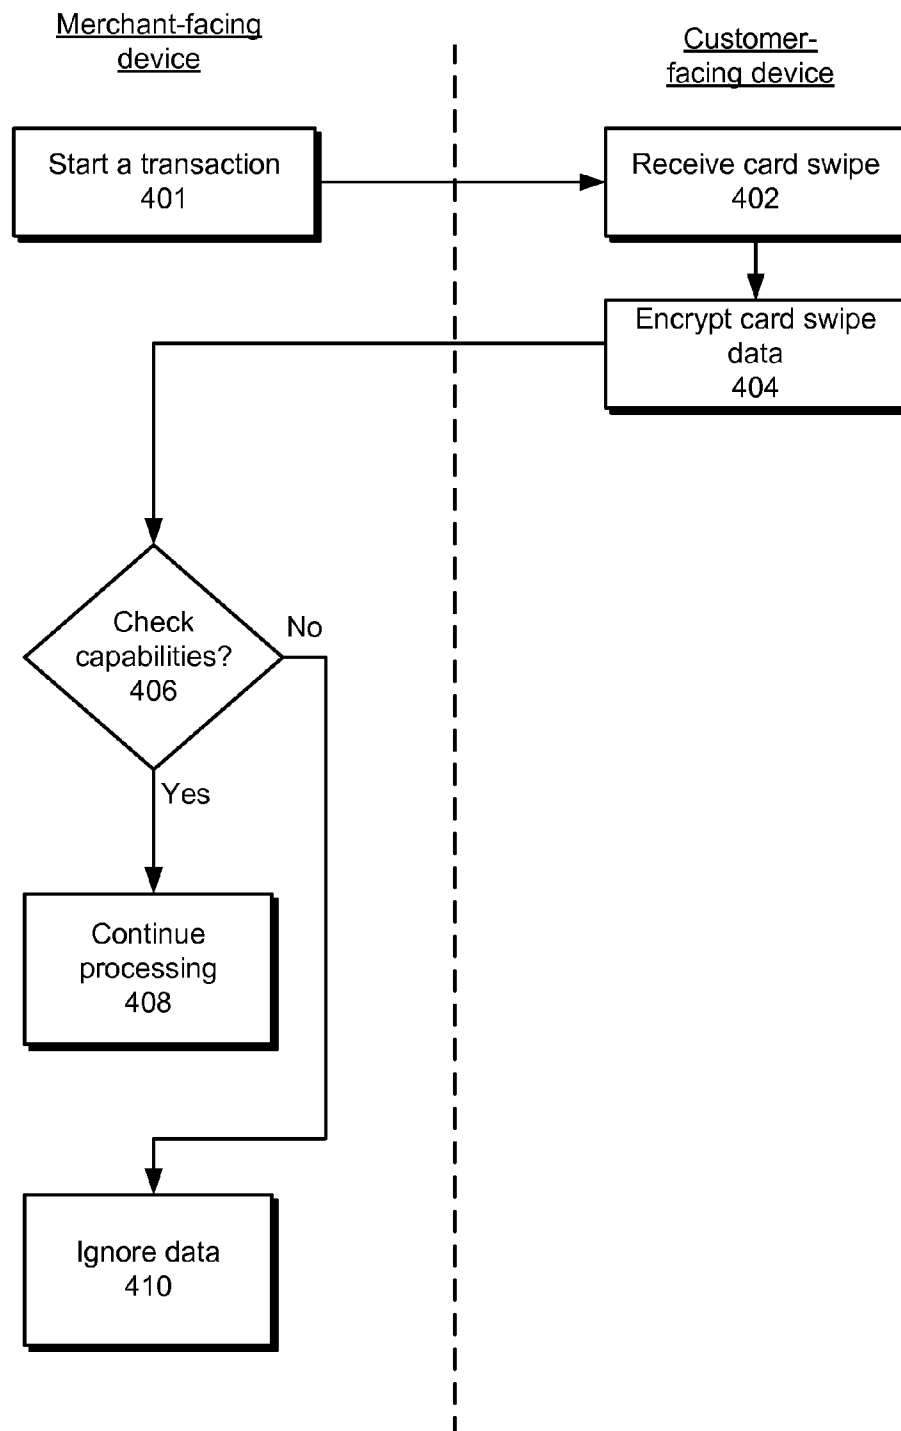 Merchant-facing
device
Customer-
facing device
Start a transaction
401
Receive card swipe
402
Encrypt card swipe
data
404
Check
capabilities?
406
No
Yes
Continue
processing
408
Ignore data
410